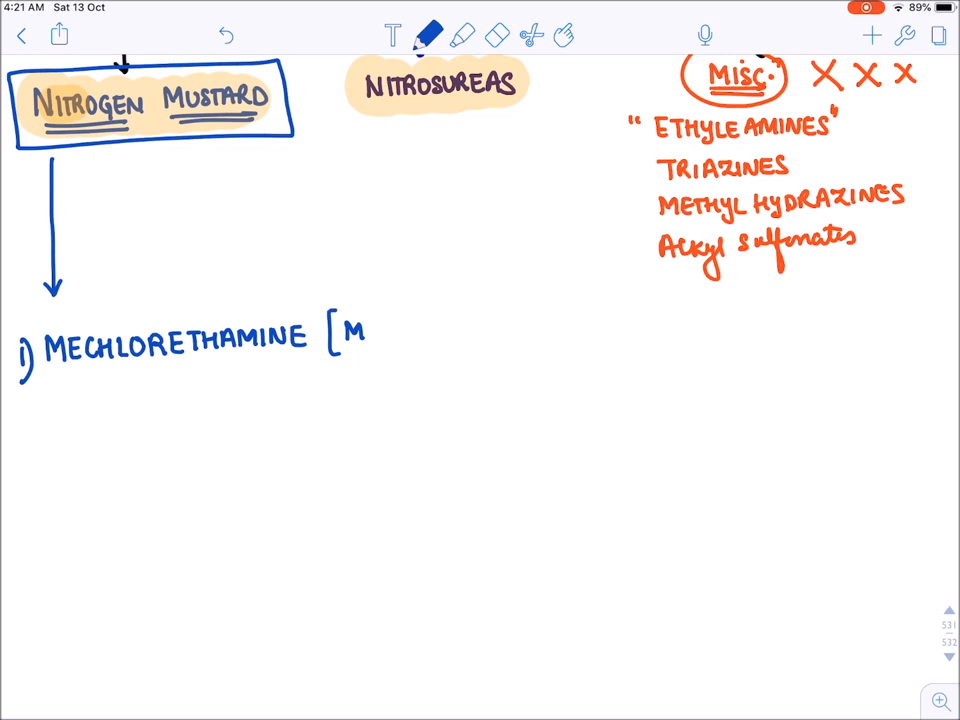 4:21 AM Sat 13 Oct
89%
T
NITROGEN MUSTARD
NITROSUREAS
MISC. X X X
"ETHYLEAMINES"
TRIAZINES
METHYL HYDRAZINES
Alkyl Sulfonates
1) MECHLORETHAMINE [M
531
532